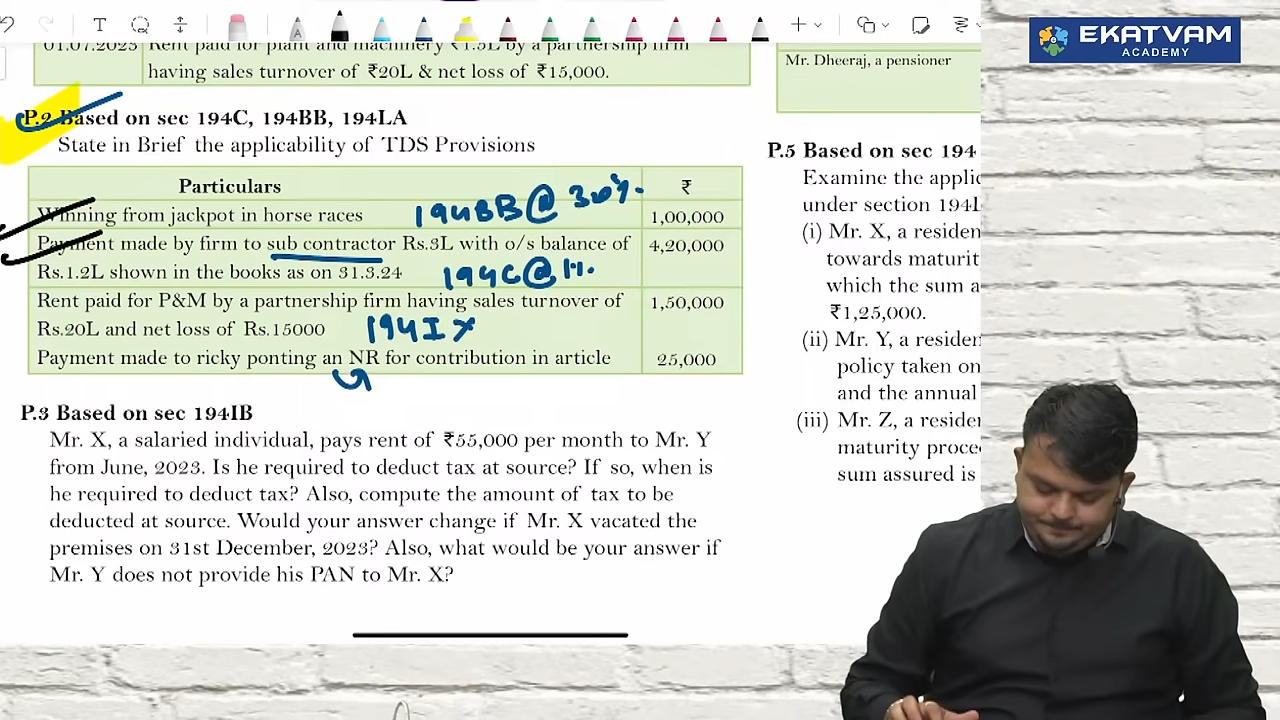 01.07.2023 Rent paid for plant and machinery ₹1.5L by a partnership firm
having sales turnover of ₹20L & net loss of ₹15,000.
P.2 Based on sec 194C, 194BB, 194LA
State in Brief the applicability of TDS Provisions
Particulars ₹
Winning from jackpot in horse races 194BB @ 30%. 1,00,000
Payment made by firm to sub contractor Rs.3L with o/s balance of 4,20,000
Rs.1.2L shown in the books as on 31.3.24 194C @ 1%.
Rent paid for P&M by a partnership firm having sales turnover of 1,50,000
Rs.20L and net loss of Rs.15000 194I x
Payment made to ricky ponting an NR for contribution in article 25,000
P.3 Based on sec 194IB
Mr. X, a salaried individual, pays rent of ₹55,000 per month to Mr. Y
from June, 2023. Is he required to deduct tax at source? If so, when is
he required to deduct tax? Also, compute the amount of tax to be
deducted at source. Would your answer change if Mr. X vacated the
premises on 31st December, 2023? Also, what would be your answer if
Mr. Y does not provide his PAN to Mr. X?
Mr. Dheeraj, a pensioner
P.5 Based on sec 194
Examine the applic
under section 194I
(i) Mr. X, a residen
towards maturit
which the sum a
₹1,25,000.
(ii) Mr. Y, a residen
policy taken on
and the annual
(iii) Mr. Z, a reside
maturity procee
sum assured is
EKATVAM
ACADEMY